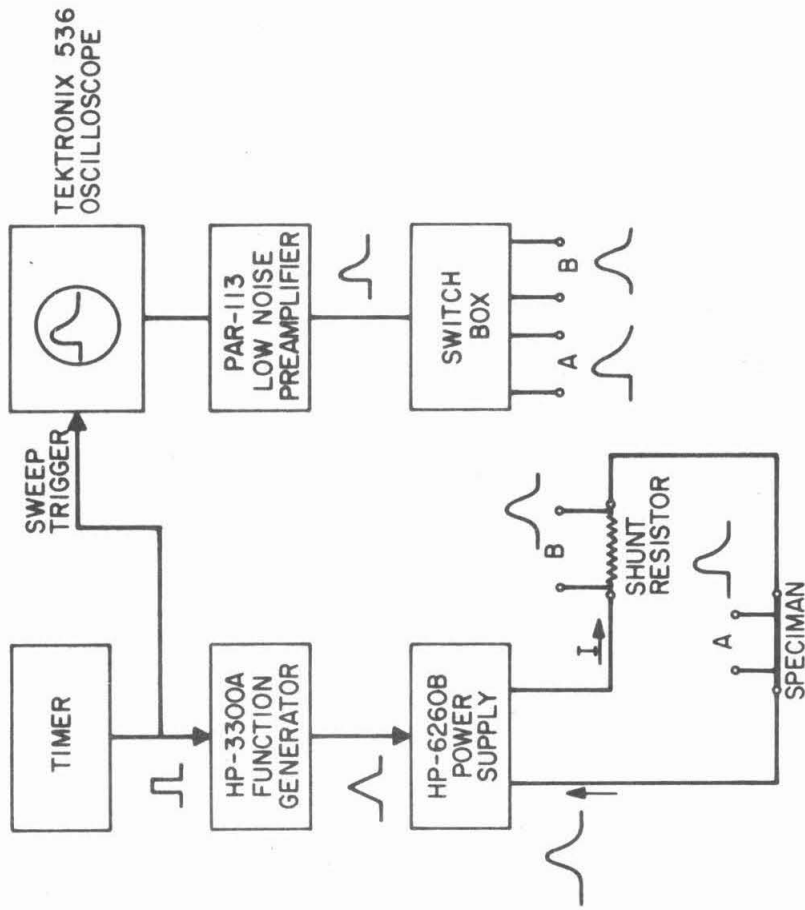 TIMER
SWEEP
TRIGGER
TEKTRONIX 536
OSCILLOSCOPE
HP-3300A
FUNCTION
GENERATOR
PAR-113
LOW NOISE
PREAMPLIFIER
HP-6260B
POWER
SUPPLY
SWITCH
BOX
A
B
I
B
SHUNT
RESISTOR
A
SPECIMAN